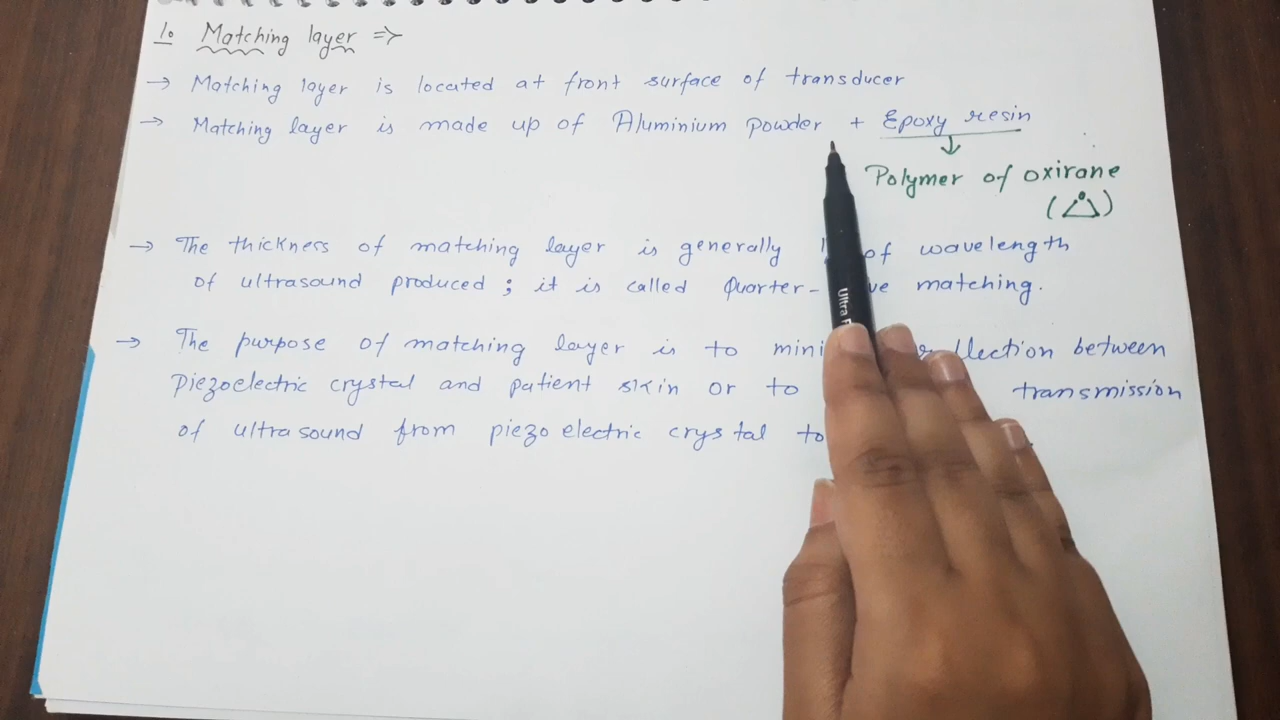 1. Matching layer ⇒
→ Matching layer is located at front surface of transducer
→ Matching layer is made up of Aluminium powder + Epoxy resin
Polymer of oxirane
→ The thickness of matching layer is generally of wavelength
of ultrasound produced ; it is called Quarter- matching.
→ The purpose of matching layer is to between
piezoelectric crystal and patient skin or to transmission
of ultrasound from piezoelectric crystal to
Ultra